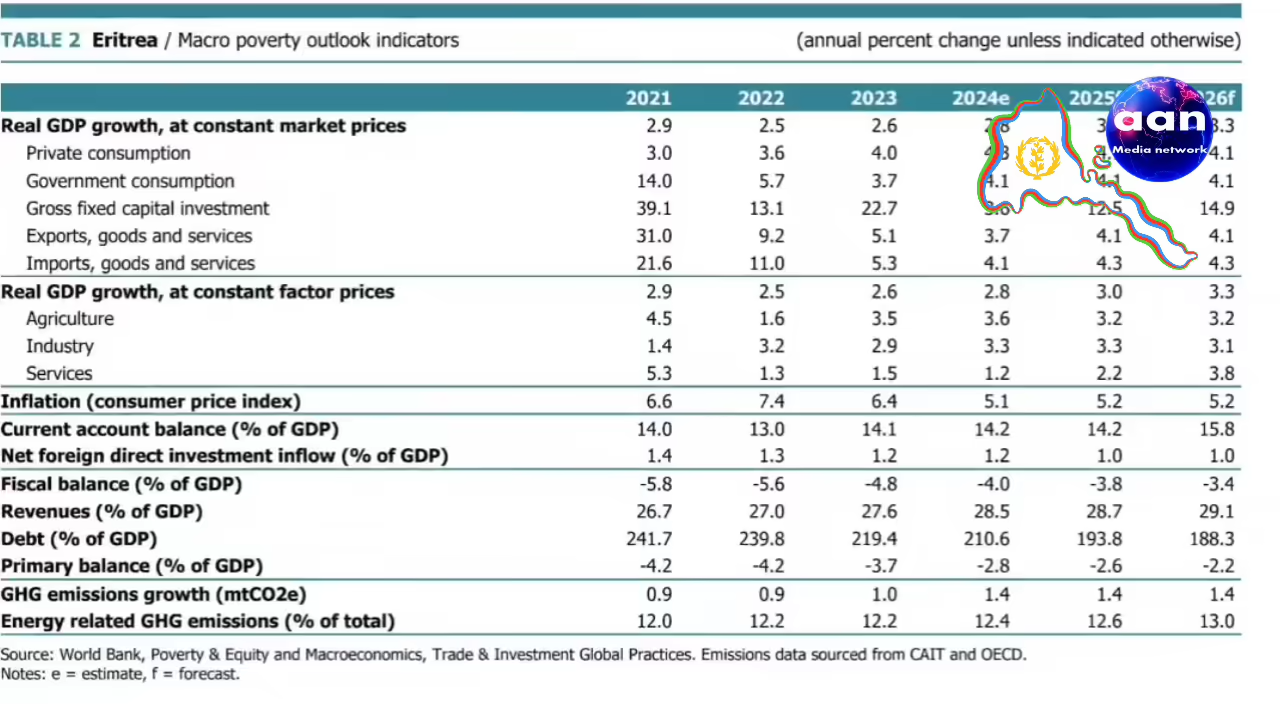 TABLE 2 Eritrea / Macro poverty outlook indicators (annual percent change unless indicated otherwise)
2021 2022 2023 2024e 2025 26f
Real GDP growth, at constant market prices 2.9 2.5 2.6 2.8 3.3
Private consumption 3.0 3.6 4.0 4.1
Government consumption 14.0 5.7 3.7 4.1 4.1 4.1
Gross fixed capital investment 39.1 13.1 22.7 12.5 14.9
Exports, goods and services 31.0 9.2 5.1 3.7 4.1 4.1
Imports, goods and services 21.6 11.0 5.3 4.1 4.3 4.3
Real GDP growth, at constant factor prices 2.9 2.5 2.6 2.8 3.0 3.3
Agriculture 4.5 1.6 3.5 3.6 3.2 3.2
Industry 1.4 3.2 2.9 3.3 3.3 3.1
Services 5.3 1.3 1.5 1.2 2.2 3.8
Inflation (consumer price index) 6.6 7.4 6.4 5.1 5.2 5.2
Current account balance (% of GDP) 14.0 13.0 14.1 14.2 14.2 15.8
Net foreign direct investment inflow (% of GDP) 1.4 1.3 1.2 1.2 1.0 1.0
Fiscal balance (% of GDP) -5.8 -5.6 -4.8 -4.0 -3.8 -3.4
Revenues (% of GDP) 26.7 27.0 27.6 28.5 28.7 29.1
Debt (% of GDP) 241.7 239.8 219.4 210.6 193.8 188.3
Primary balance (% of GDP) -4.2 -4.2 -3.7 -2.8 -2.6 -2.2
GHG emissions growth (mtCO2e) 0.9 0.9 1.0 1.4 1.4 1.4
Energy related GHG emissions (% of total) 12.0 12.2 12.2 12.4 12.6 13.0
Source: World Bank, Poverty & Equity and Macroeconomics, Trade & Investment Global Practices. Emissions data sourced from CAIT and OECD.
Notes: e = estimate, f = forecast.
aan
Media network